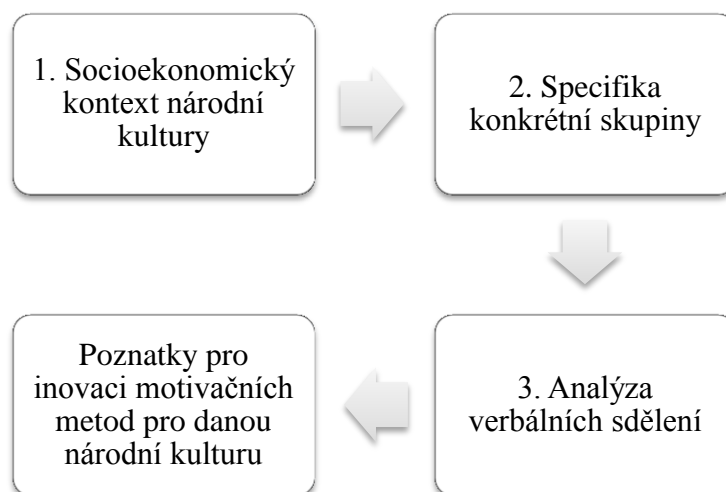 1. Socioekonomický
kontext národní
kultury
2. Specifika
konkrétní skupiny
3. Analýza
verbálních sdělení
Poznatky pro
inovaci motivačních
metod pro danou
národní kulturu